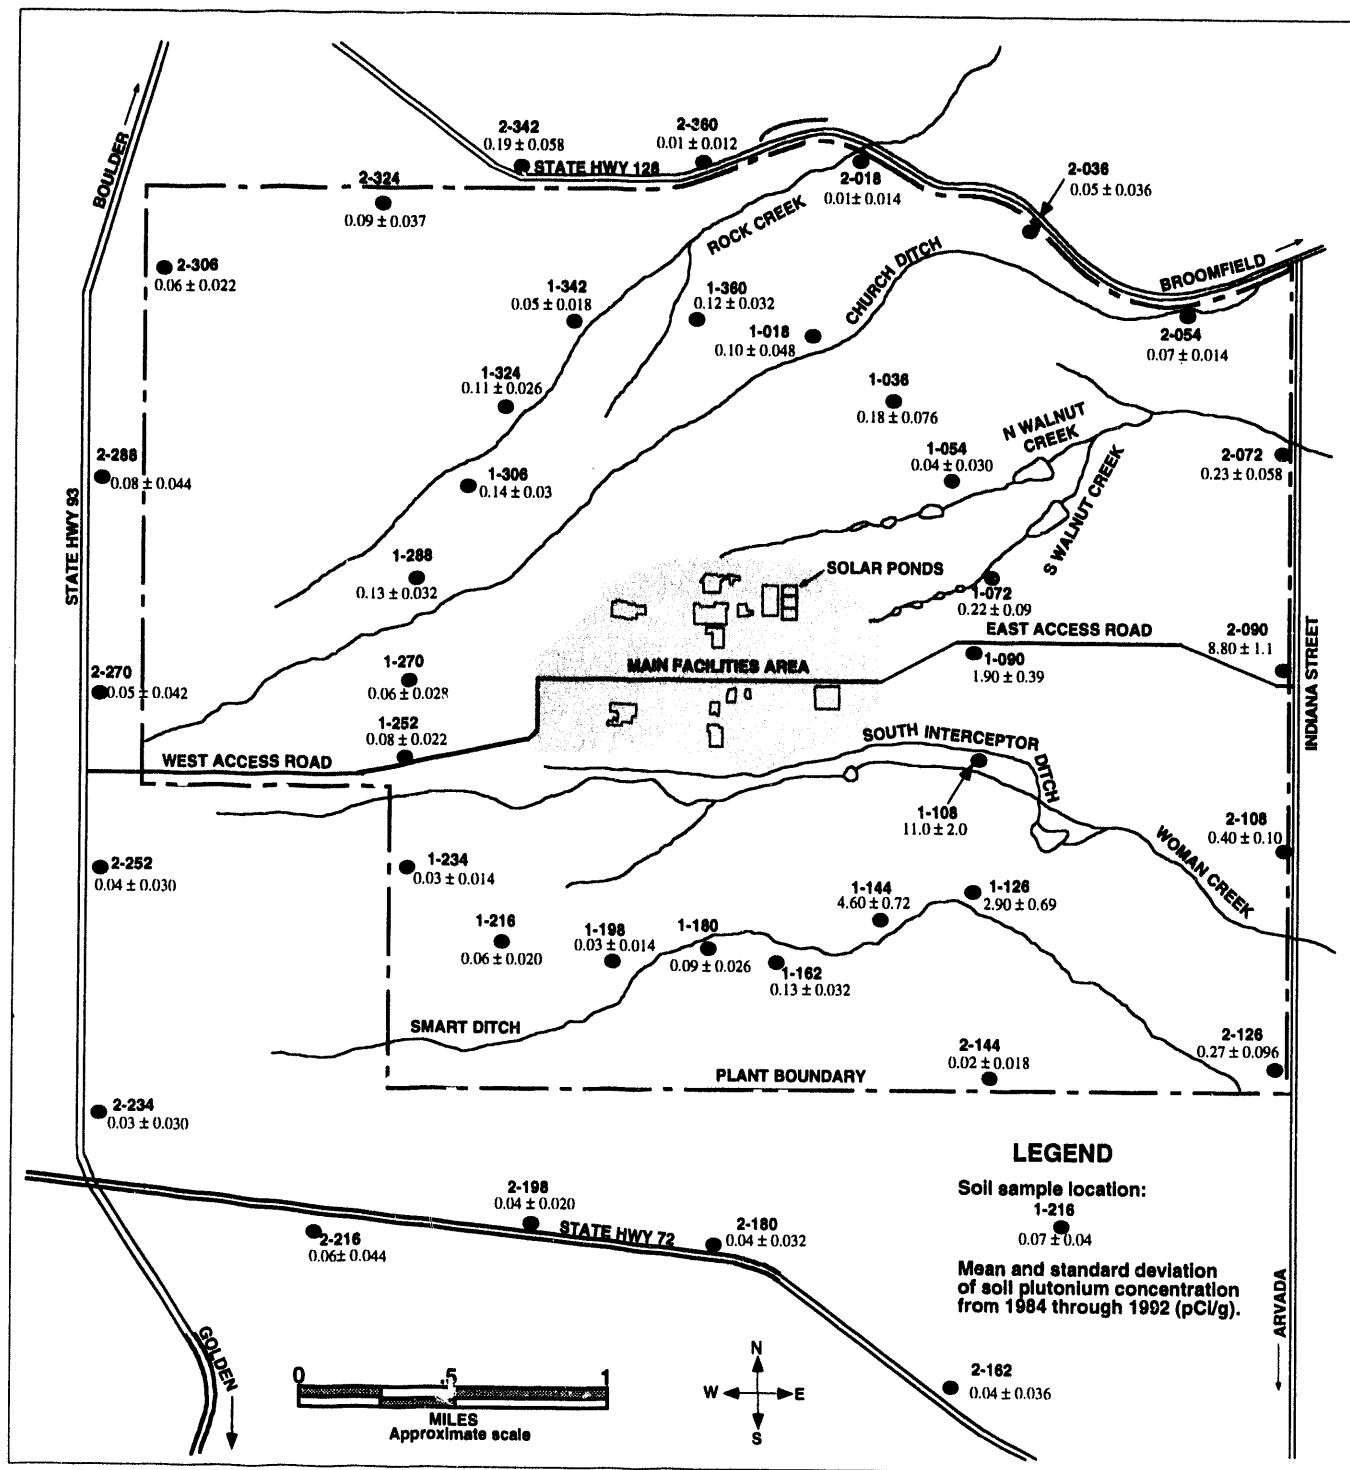 BOULDER
2-342
0.19 ± 0.058
2-360
0.01 ± 0.012
STATE HWY 128
2-324
0.09 ± 0.037
2-018
0.01± 0.014
2-036
0.05 ± 0.036
ROCK CREEK
CHURCH DITCH
BROOMFIELD
2-306
0.06 ± 0.022
1-342
0.05 ± 0.018
1-360
0.12 ± 0.032
1-018
0.10 ± 0.048
2-054
0.07 ± 0.014
1-324
0.11 ± 0.026
1-036
0.18 ± 0.076
N WALNUT
CREEK
2-288
0.08 ± 0.044
1-306
0.14 ± 0.03
1-054
0.04 ± 0.030
2-072
0.23 ± 0.058
S WALNUT CREEK
STATE HWY 93
1-288
0.13 ± 0.032
SOLAR PONDS
1-072
0.22 ± 0.09
EAST ACCESS ROAD
2-090
8.80 ± 1.1
INDIANA STREET
2-270
0.05 ± 0.042
1-270
0.06 ± 0.028
MAIN FACILITIES AREA
1-090
1.90 ± 0.39
1-252
0.08 ± 0.022
WEST ACCESS ROAD
SOUTH INTERCEPTOR
DITCH
1-108
11.0 ± 2.0
2-108
0.40 ± 0.10
WOMAN CREEK
2-252
0.04 ± 0.030
1-234
0.03 ± 0.014
1-144
4.60 ± 0.72
1-126
2.90 ± 0.69
1-216
0.06 ± 0.020
1-198
0.03 ± 0.014
1-180
0.09 ± 0.026
1-162
0.13 ± 0.032
SMART DITCH
2-144
0.02 ± 0.018
2-126
0.27 ± 0.096
PLANT BOUNDARY
2-234
0.03 ± 0.030
LEGEND
Soil sample location:
1-216
0.07 ± 0.04
Mean and standard deviation
of soil plutonium concentration
from 1984 through 1992 (pCi/g).
2-198
0.04 ± 0.020
STATE HWY 72
2-216
0.06± 0.044
2-180
0.04 ± 0.032
ARVADA
GOLDEN
0 .5 1
MILES
Approximate scale
N
W E
S
2-162
0.04 ± 0.036